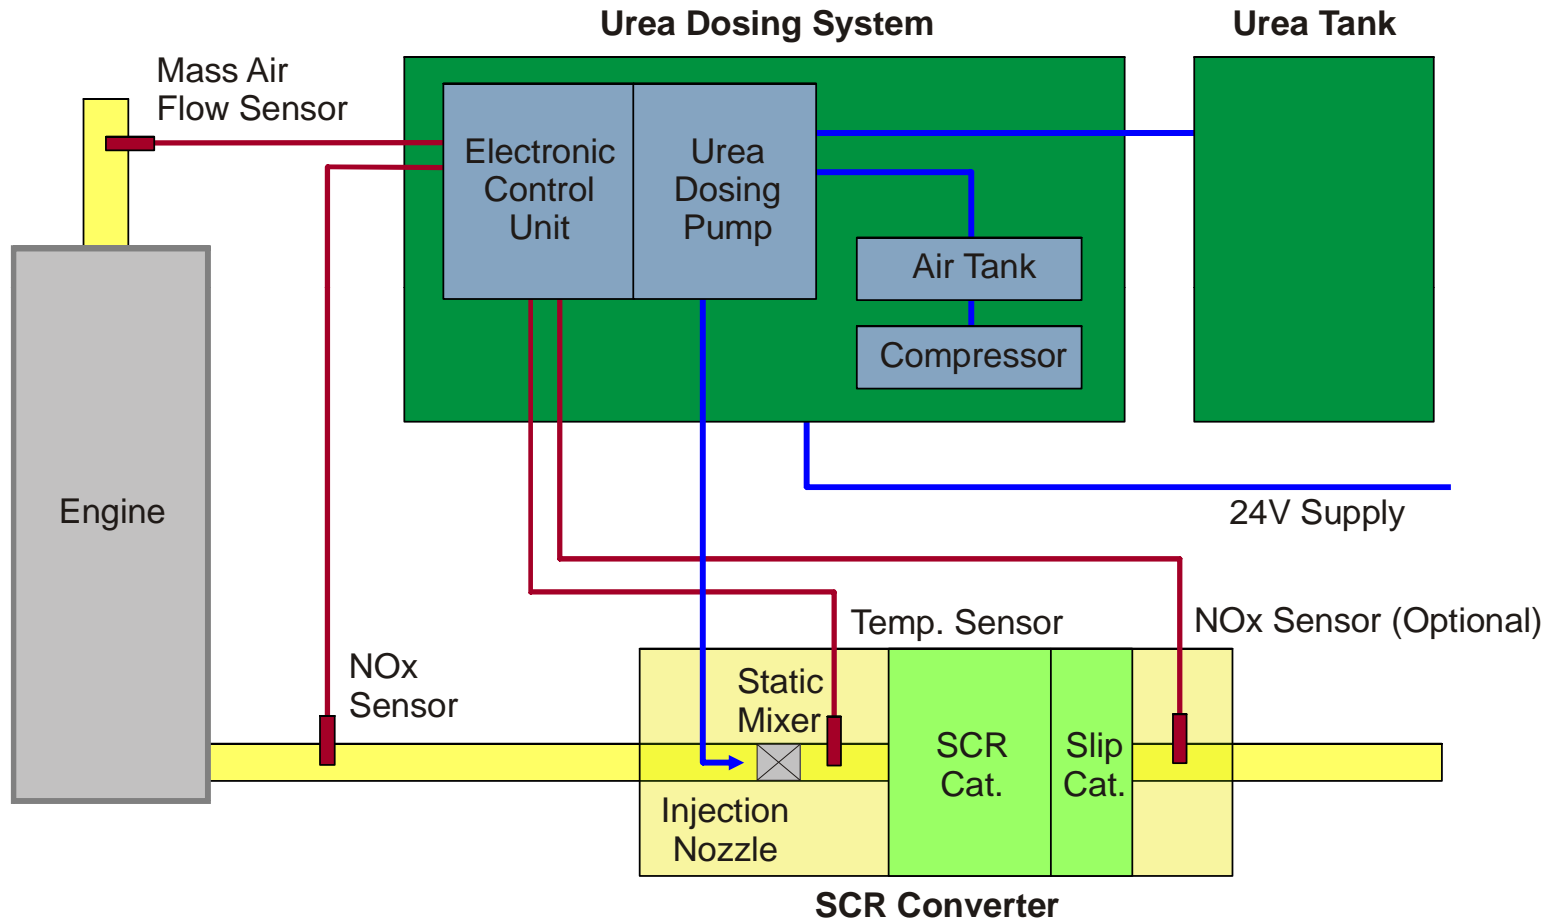 Urea Dosing System
Urea Tank
Mass Air
Flow Sensor
Electronic
Control
Unit
Urea
Dosing
Pump
Air Tank
Compressor
Engine
24V Supply
Temp. Sensor
NOx Sensor (Optional)
NOx
Sensor
Static
Mixer
SCR
Cat.
Slip
Cat.
Injection
Nozzle
SCR Converter